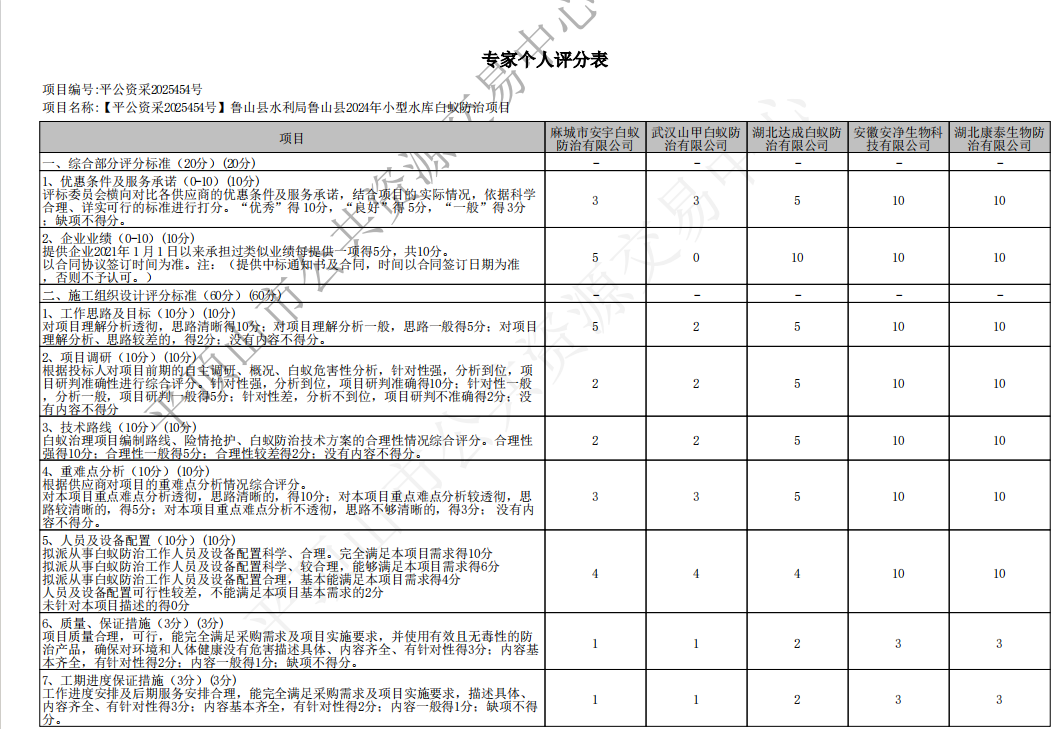 专家个人评分表
项目编号:平公资采2025454号
项目名称:【平公资采2025454号】鲁山县水利局鲁山县2024年小型水库白蚁防治项目
项目 麻城市安宇白蚁防治有限公司 武汉山甲白蚁防治有限公司 湖北达成白蚁防治有限公司 安徽安净生物科技有限公司 湖北康泰生物防治有限公司
一、综合部分评分标准（20分）(20分) - - - - -
1、优惠条件及服务承诺（0-10）(10分)
评标委员会横向对比各供应商的优惠条件及服务承诺，结合项目的实际情况，依据科学
合理、详实可行的标准进行打分。“优秀”得 10分，“良好”得 5分，“一般”得 3分
；缺项不得分。
3 3 5 10 10
2、企业业绩（0-10）(10分)
提供企业2021年 1 月 1 日以来承担过类似业绩每提供一项得5分，共10分。
以合同协议签订时间为准。注：（提供中标通知书及合同，时间以合同签订日期为准
，否则不予认可。）
5 0 10 10 10
二、施工组织设计评分标准（60分）(60分) - - - - -
1、工作思路及目标（10分）(10分)
对项目理解分析透彻，思路清晰得10分；对项目理解分析一般，思路一般得5分；对项目
理解分析、思路较差的，得2分；没有内容不得分。
5 2 5 10 10
2、项目调研（10分）(10分)
根据投标人对项目前期的自主调研、概况、白蚁危害性分析，针对性强，分析到位，项
目研判准确性进行综合评分。针对性强，分析到位，项目研判准确得10分；针对性一般
，分析一般，项目研判一般得5分；针对性差，分析不到位，项目研判不准确得2分；没
有内容不得分
2 2 5 10 10
3、技术路线（10分）(10分)
白蚁治理项目编制路线、险情抢护、白蚁防治技术方案的合理性情况综合评分。合理性
强得10分；合理性一般得5分；合理性较差得2分；没有内容不得分。
2 2 5 10 10
4、重难点分析（10分）(10分)
根据供应商对项目的重难点分析情况综合评分。
对本项目重点难点分析透彻，思路清晰的，得10分；对本项目重点难点分析较透彻，思
路较清晰的，得5分；对本项目重点难点分析不透彻，思路不够清晰的，得3分； 没有内
容不得分。
3 3 5 10 10
5、人员及设备配置（10分）(10分)
拟派从事白蚁防治工作人员及设备配置科学、合理。完全满足本项目需求得10分
拟派从事白蚁防治工作人员及设备配置科学、较合理，能够满足本项目需求得6分
拟派从事白蚁防治工作人员及设备配置合理，基本能满足本项目需求得4分
人员及设备配置可行性较差，不能满足本项目基本需求的2分
未针对本项目描述的得0分
4 4 4 10 10
6、质量、保证措施（3分）(3分)
项目质量合理，可行，能完全满足采购需求及项目实施要求，并使用有效且无毒性的防
治产品，确保对环境和人体健康没有危害描述具体、内容齐全、有针对性得3分；内容基
本齐全，有针对性得2分；内容一般得1分；缺项不得分。
1 1 2 3 3
7、工期进度保证措施（3分）(3分)
工作进度安排及后期服务安排合理，能完全满足采购需求及项目实施要求，描述具体、
内容齐全、有针对性得3分；内容基本齐全，有针对性得2分；内容一般得1分；缺项不得
分。
1 1 2 3 3
平顶山市公共资源交易中心
平顶山市公共资源交易中心